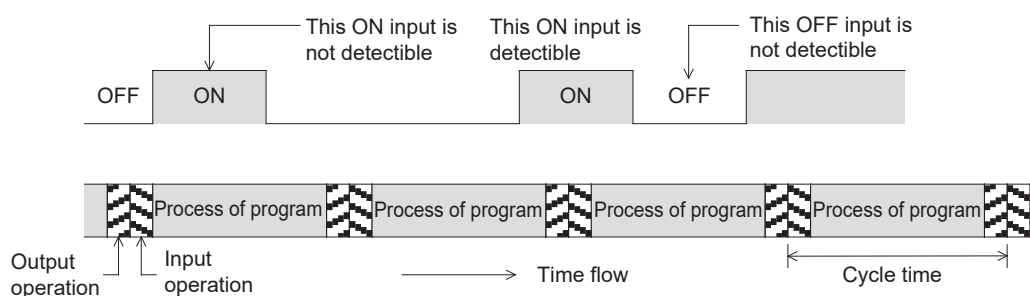 This ON input is
not detectible
This ON input is
detectible
This OFF input is
not detectible
OFF
ON
ON
OFF
Process of program
Process of program
Process of program
Process of program
Output
operation
Input
operation
Time flow
Cycle time